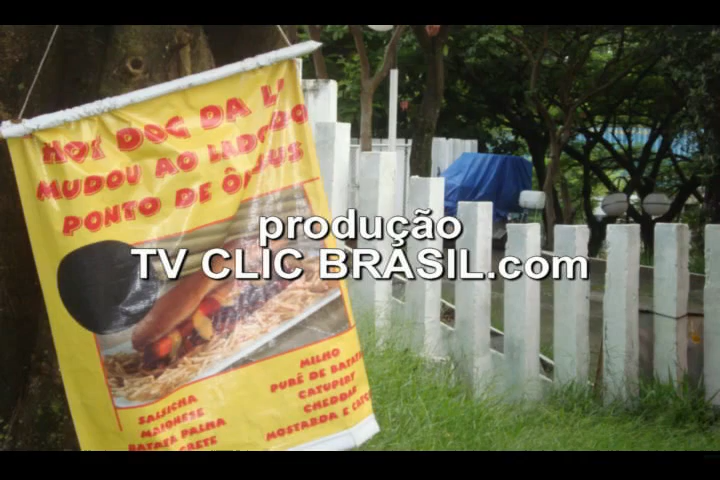 HOT DOG DA L
MUDOU AO LADO DO
PONTO DE ÔNIBUS
produção
TV CLIC BRASIL.com
SALSICHA
MAIONESE
BATATA PALHA
MILHO
PURÊ DE BATATA
CATUPIRY
CHEDDAR
MOSTARDA E